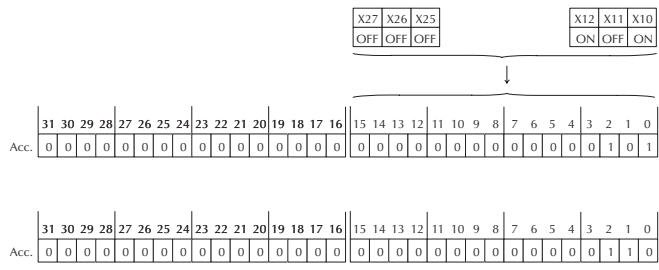 X27 X26 X25 X12 X11 X10
OFF OFF OFF ON OFF ON
↓
31 30 29 28 27 26 25 24 23 22 21 20 19 18 17 16 15 14 13 12 11 10 9 8 7 6 5 4 3 2 1 0
Acc. 0 0 0 0 0 0 0 0 0 0 0 0 0 0 0 0 0 0 0 0 0 0 0 0 0 0 0 0 0 1 0 1
31 30 29 28 27 26 25 24 23 22 21 20 19 18 17 16 15 14 13 12 11 10 9 8 7 6 5 4 3 2 1 0
Acc. 0 0 0 0 0 0 0 0 0 0 0 0 0 0 0 0 0 0 0 0 0 0 0 0 0 0 0 0 0 1 1 0